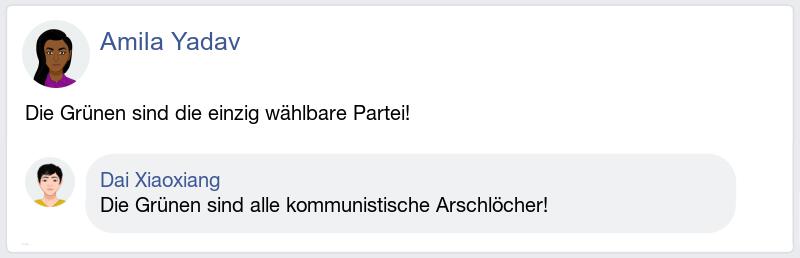 Amila Yadav
Die Grünen sind die einzig wählbare Partei!
Dai Xiaoxiang
Die Grünen sind alle kommunistische Arschlöcher!